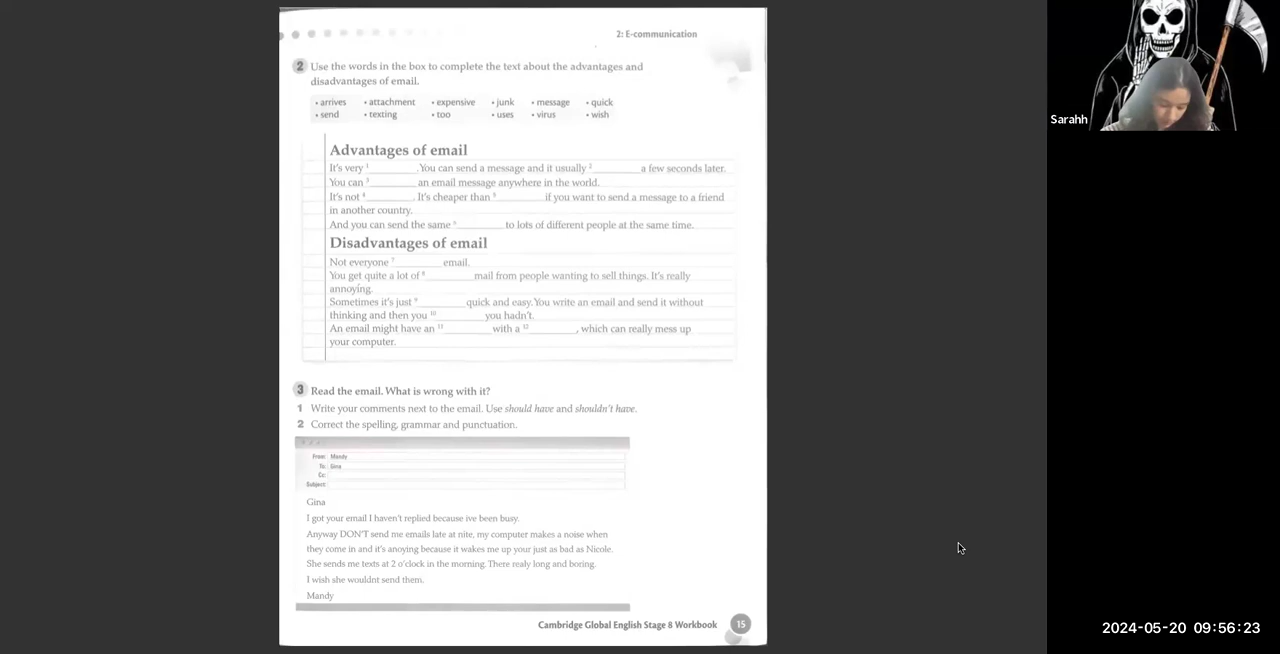 2: E-communication
2 Use the words in the box to complete the text about the advantages and
disadvantages of email.
• arrives • attachment • expensive • junk • message • quick
• send • texting • too • uses • virus • wish
Advantages of email
It's very 1________. You can send a message and it usually 2________ a few seconds later.
You can 3________ an email message anywhere in the world.
It's not 4________. It's cheaper than 5________ if you want to send a message to a friend
in another country.
And you can send the same 6________ to lots of different people at the same time.
Disadvantages of email
Not everyone 7________ email.
You get quite a lot of 8________ mail from people wanting to sell things. It's really
annoying.
Sometimes it's just 9________ quick and easy. You write an email and send it without
thinking and then you 10________ you hadn't.
An email might have an 11________ with a 12________, which can really mess up
your computer.
3 Read the email. What is wrong with it?
1 Write your comments next to the email. Use should have and shouldn't have.
2 Correct the spelling, grammar and punctuation.
From: Mandy
To: Gina
Cc:
Subject:
Gina
I got your email I haven't replied because ive been busy.
Anyway DON'T send me emails late at nite, my computer makes a noise when
they come in and it's anoying because it wakes me up your just as bad as Nicole.
She sends me texts at 2 o'clock in the morning. There realy long and boring.
I wish she wouldnt send them.
Mandy
Cambridge Global English Stage 8 Workbook 15
Sarahh
2024-05-20 09:56:23